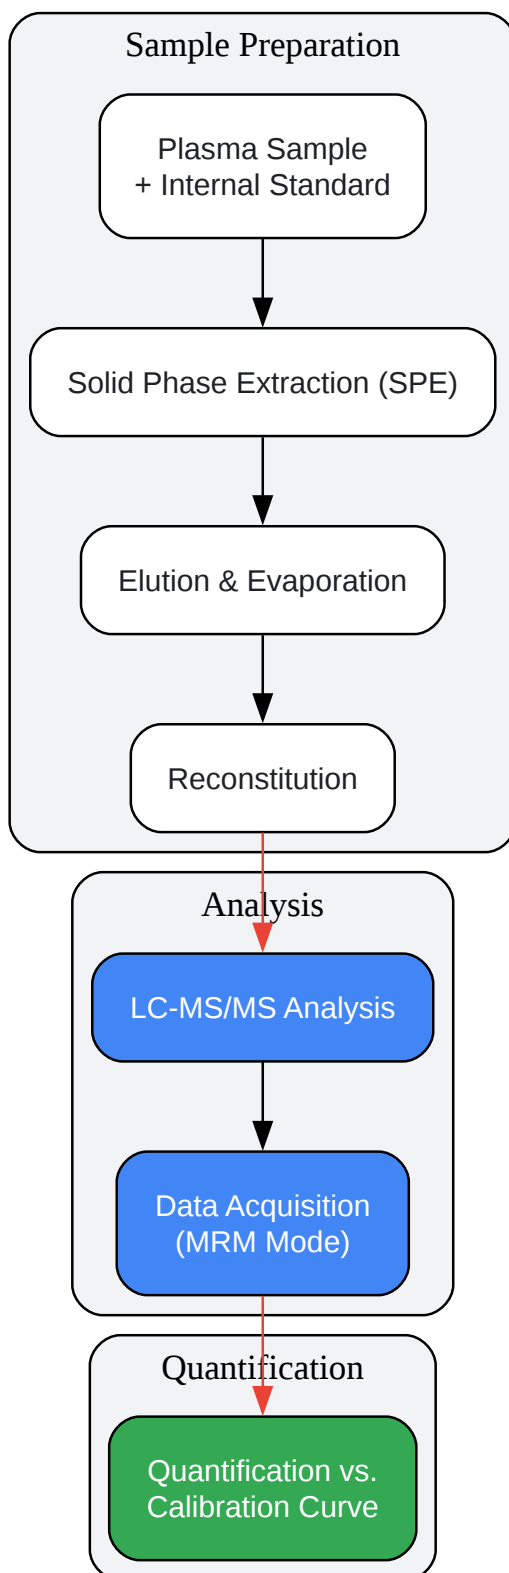 Sample Preparation
Plasma Sample
+ Internal Standard
Solid Phase Extraction (SPE)
Elution & Evaporation
Reconstitution
Analysis
LC-MS/MS Analysis
Data Acquisition
(MRM Mode)
Quantification
Quantification vs.
Calibration Curve